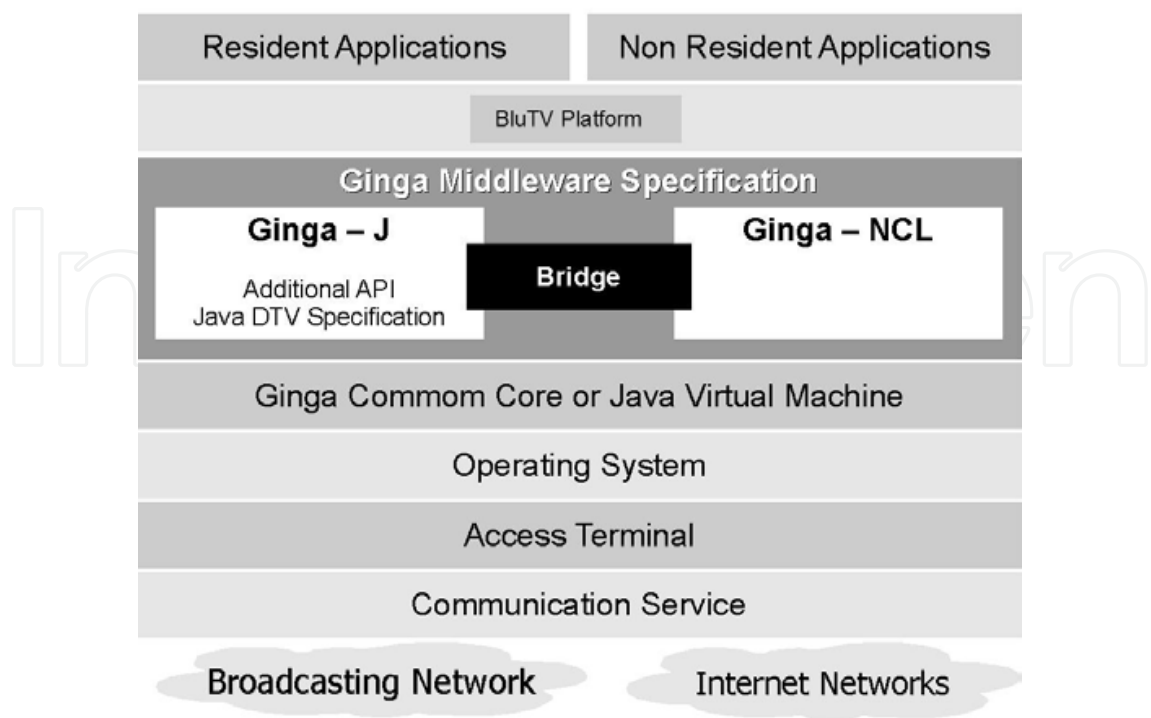 Resident Applications
Non Resident Applications
BluTV Platform
Ginga Middleware Specification
Ginga – J
Additional API
Java DTV Specification
Bridge
Ginga – NCL
Ginga Commom Core or Java Virtual Machine
Operating System
Access Terminal
Communication Service
Broadcasting Network
Internet Networks